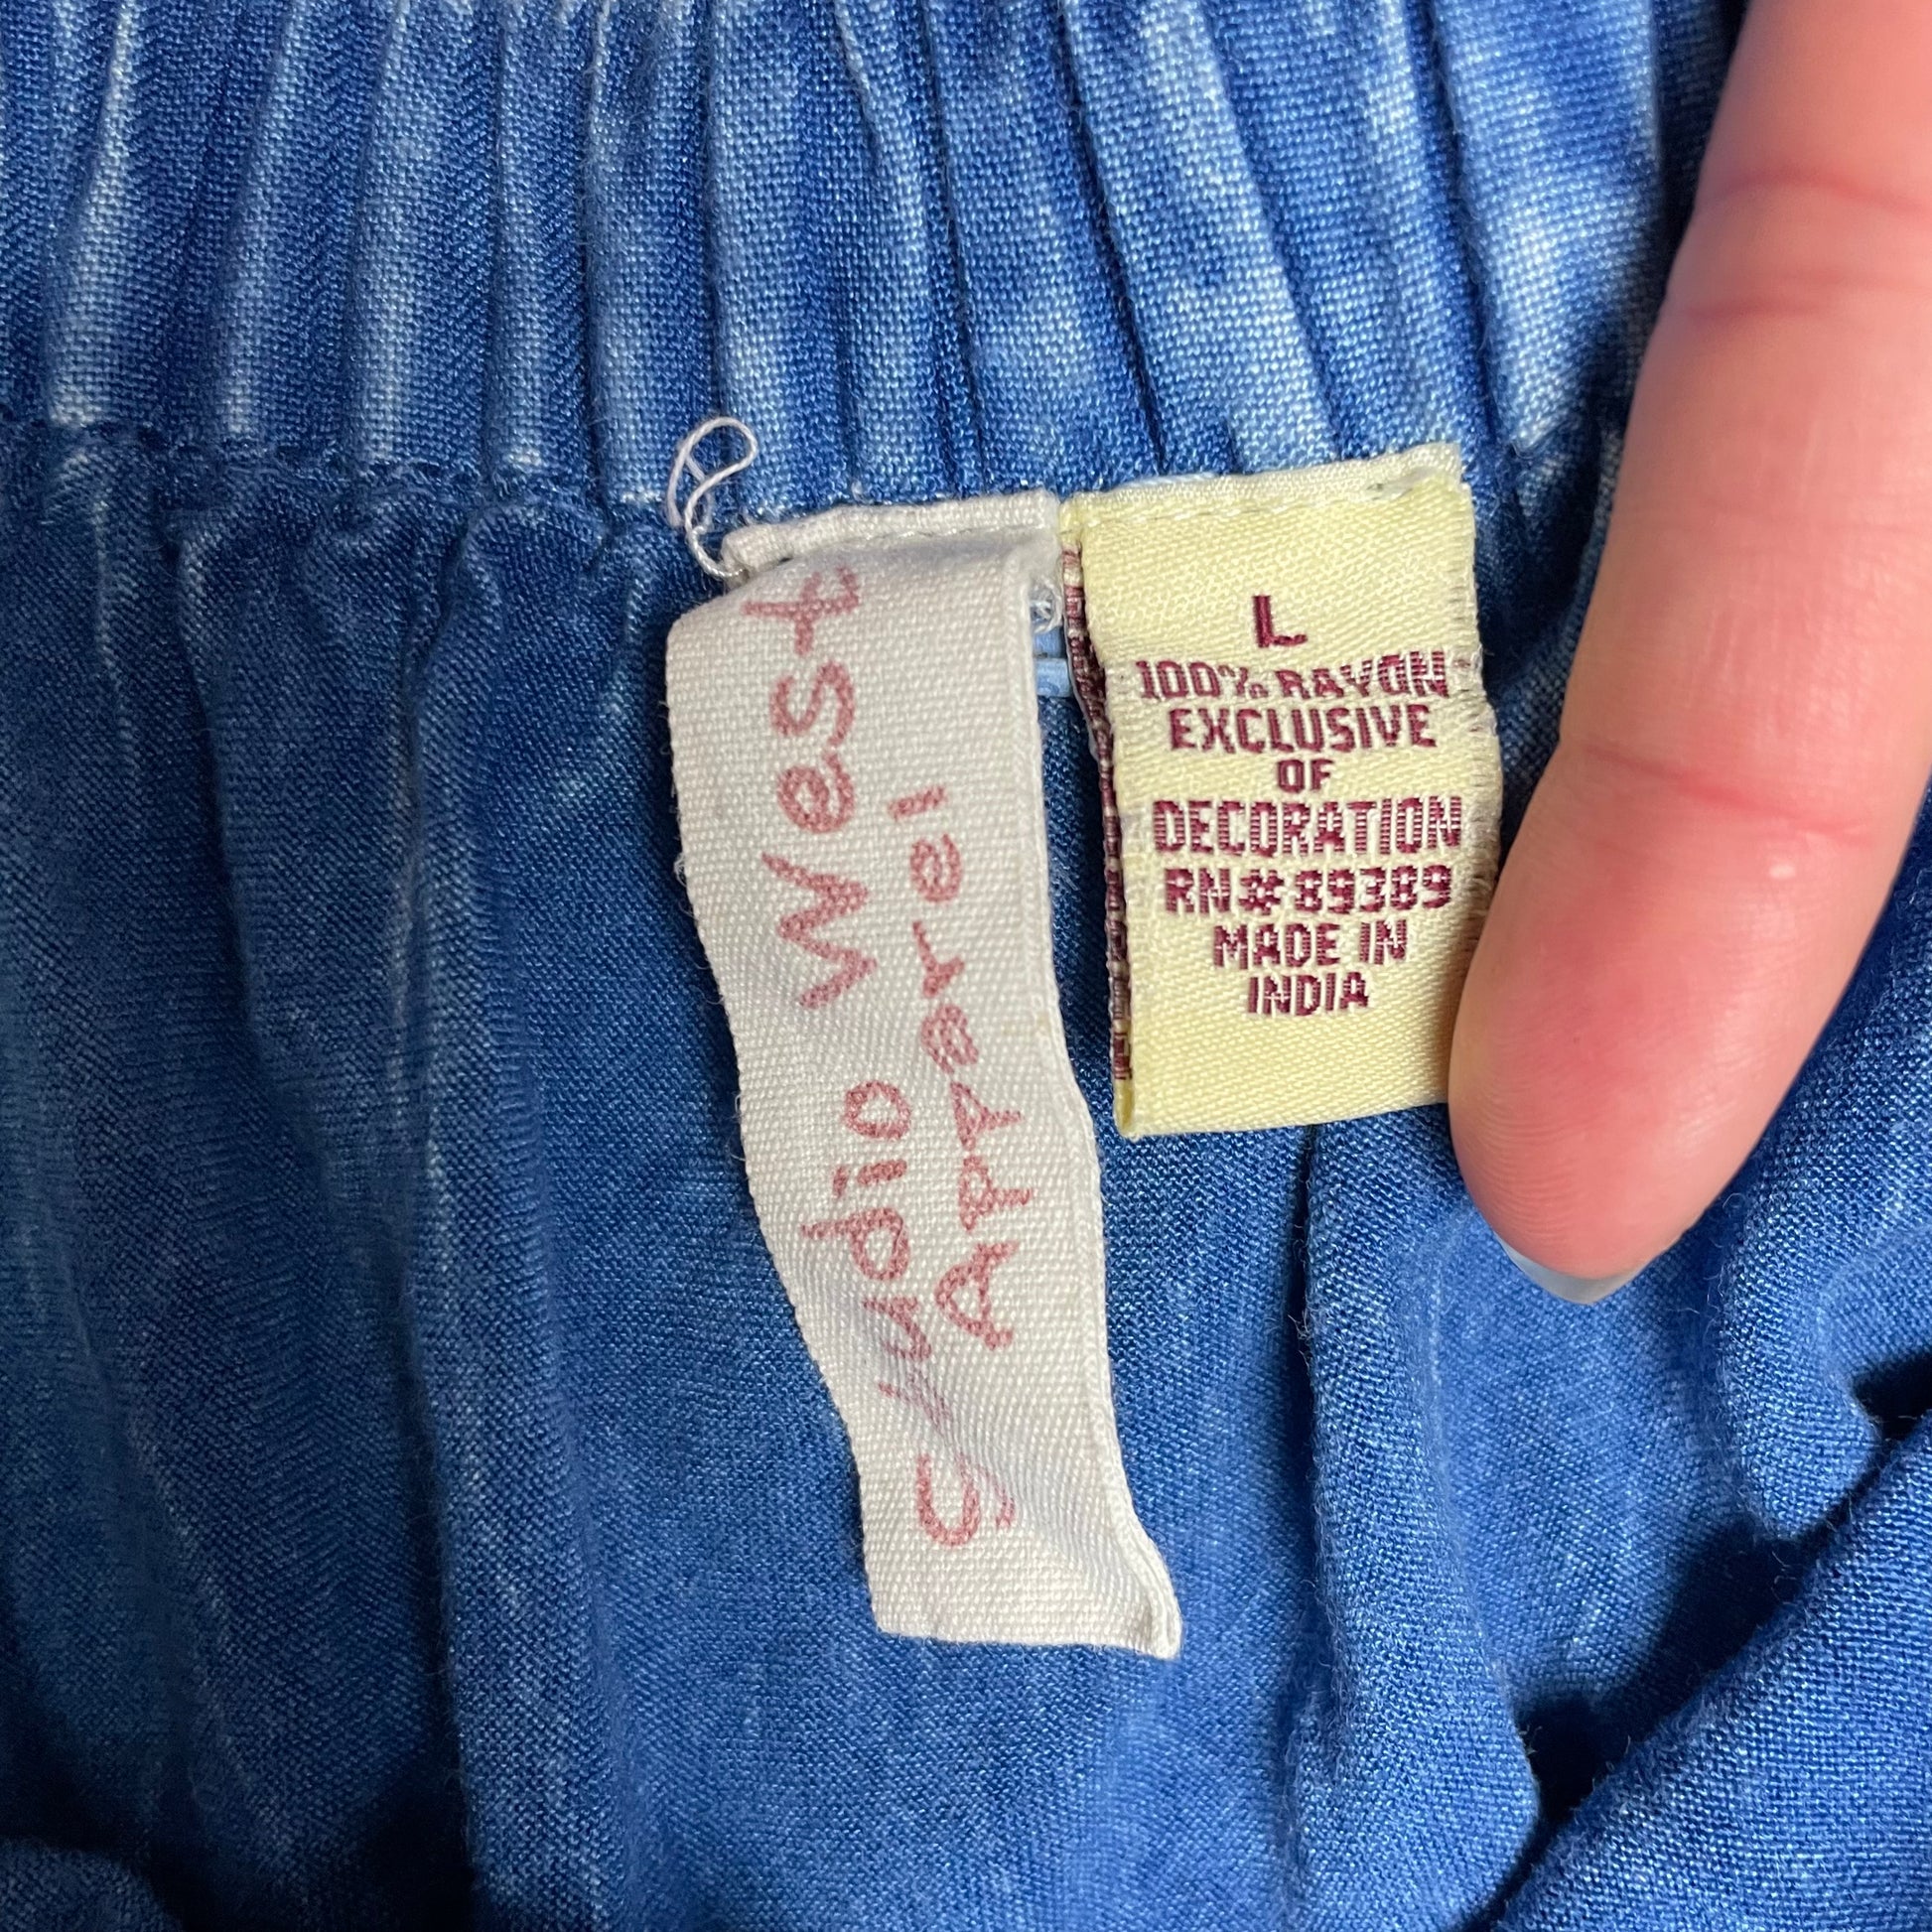 Studio West
Apparel
L
100% RAYON
EXCLUSIVE
OF
DECORATION
RN# 89389
MADE IN
INDIA